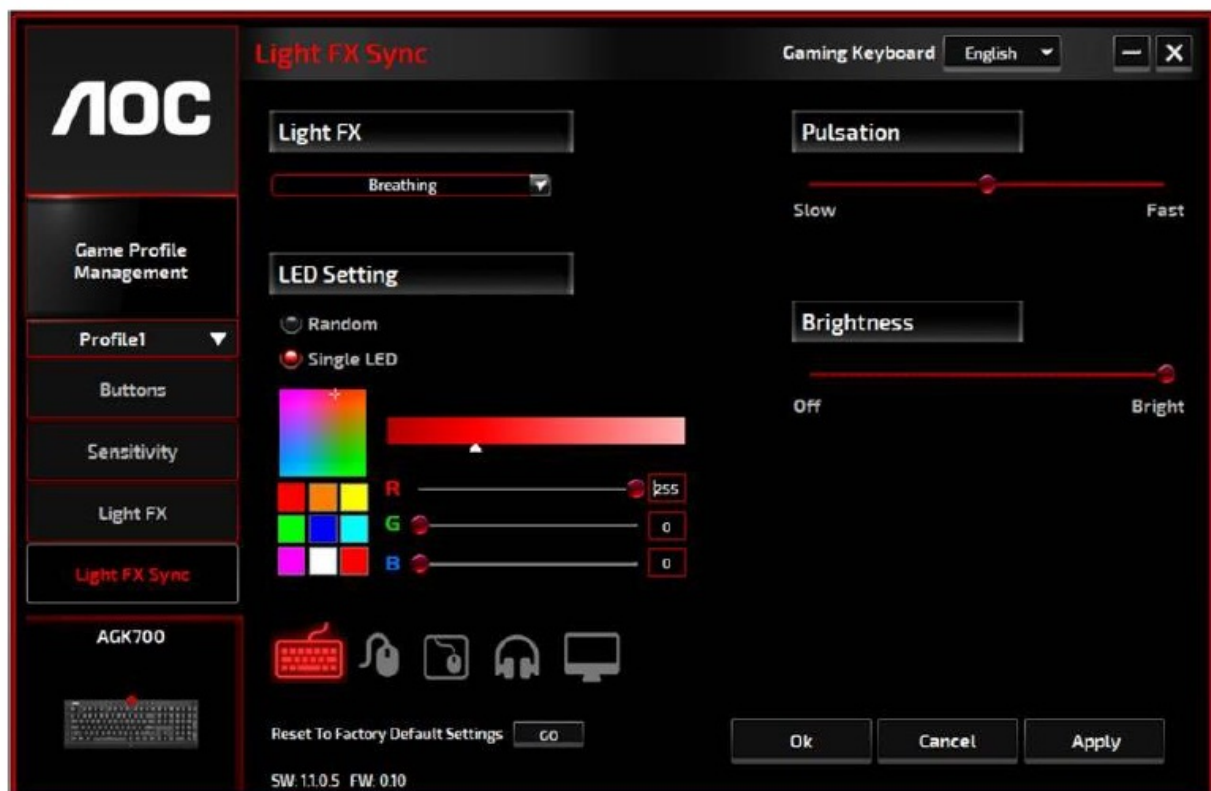 Light FX Sync
Gaming Keyboard English
AOC
Light FX
Pulsation
Breathing
Slow Fast
Game Profile
Management
LED Setting
Random
Brightness
Profile1
Single LED
Buttons
Off Bright
Sensitivity
R 255
Light FX
G 0
B 0
Light FX Sync
AGK700
Reset To Factory Default Settings GO
Ok Cancel Apply
SW: 1.1.0.5 FW: 0.10